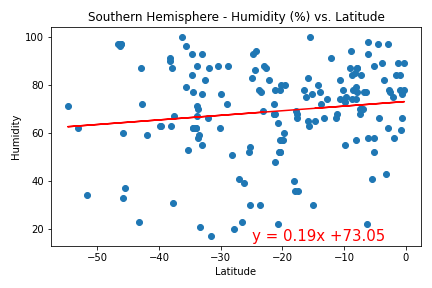 Southern Hemisphere - Humidity (%) vs. Latitude
100
80
60
40
20
Humidity
y = 0.19x +73.05
−50
−40
−30
−20
−10
0
Latitude